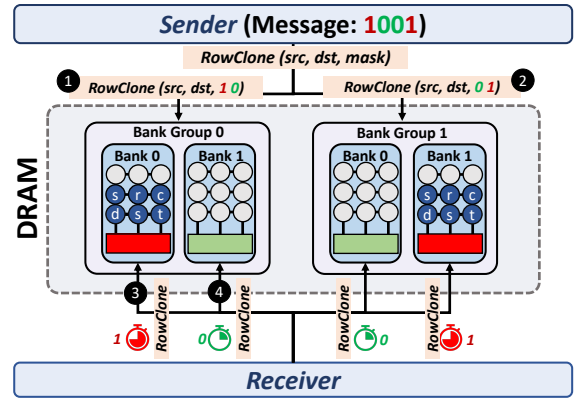 Sender (Message: 1001)
RowClone (src, dst, mask)
1
RowClone (src, dst, 1 0)
RowClone (src, dst, 0 1)
2
DRAM
Bank Group 0
Bank Group 1
Bank 0
Bank 1
Bank 0
Bank 1
s r c
d s t
s r c
d s t
3
4
RowClone
RowClone
RowClone
RowClone
1
0
0
1
Receiver